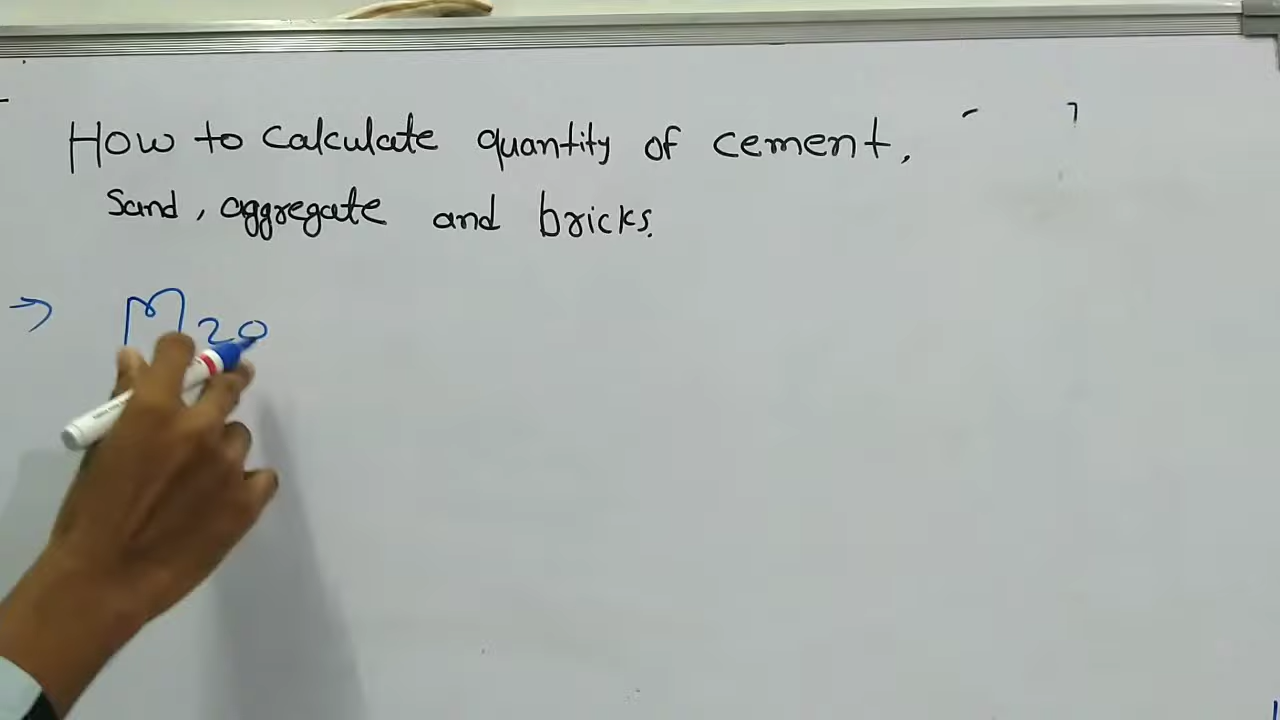 How to calculate quantity of cement,
Sand, aggregate and bricks.
→ M20